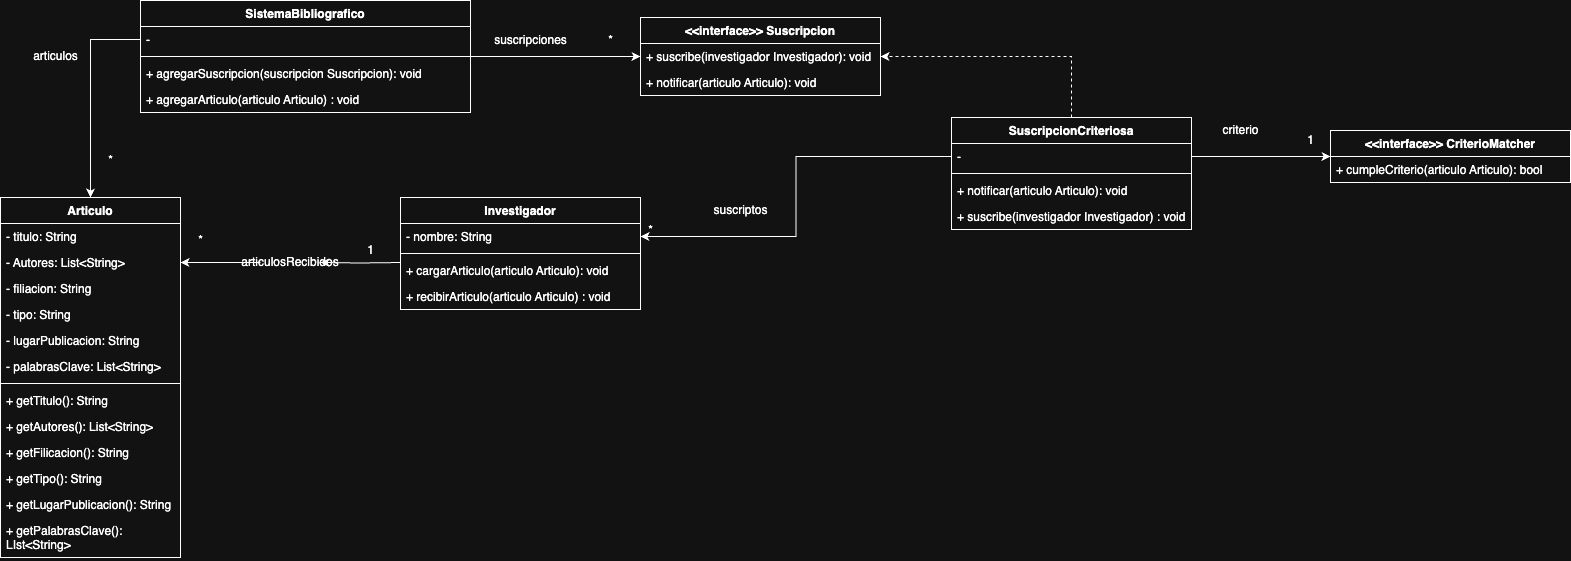 SistemaBibliografico
-
+ agregarSuscripcion(suscripcion Suscripcion): void
+ agregarArticulo(articulo Articulo) : void
articulos
*
suscripciones
*
<<interface>> Suscripcion
+ suscribe(investigador Investigador): void
+ notificar(articulo Articulo): void
SuscripcionCriteriosa
-
+ notificar(articulo Articulo): void
+ suscribe(investigador Investigador) : void
criterio
1
<<interface>> CriterioMatcher
+ cumpleCriterio(articulo Articulo): bool
suscriptos
*
Investigador
- nombre: String
+ cargarArticulo(articulo Articulo): void
+ recibirArticulo(articulo Articulo) : void
*
1
articulosRecibidos
Articulo
- titulo: String
- Autores: List<String>
- filiacion: String
- tipo: String
- lugarPublicacion: String
- palabrasClave: List<String>
+ getTitulo(): String
+ getAutores(): List<String>
+ getFilicacion(): String
+ getTipo(): String
+ getLugarPublicacion(): String
+ getPalabrasClave():
LIst<String>